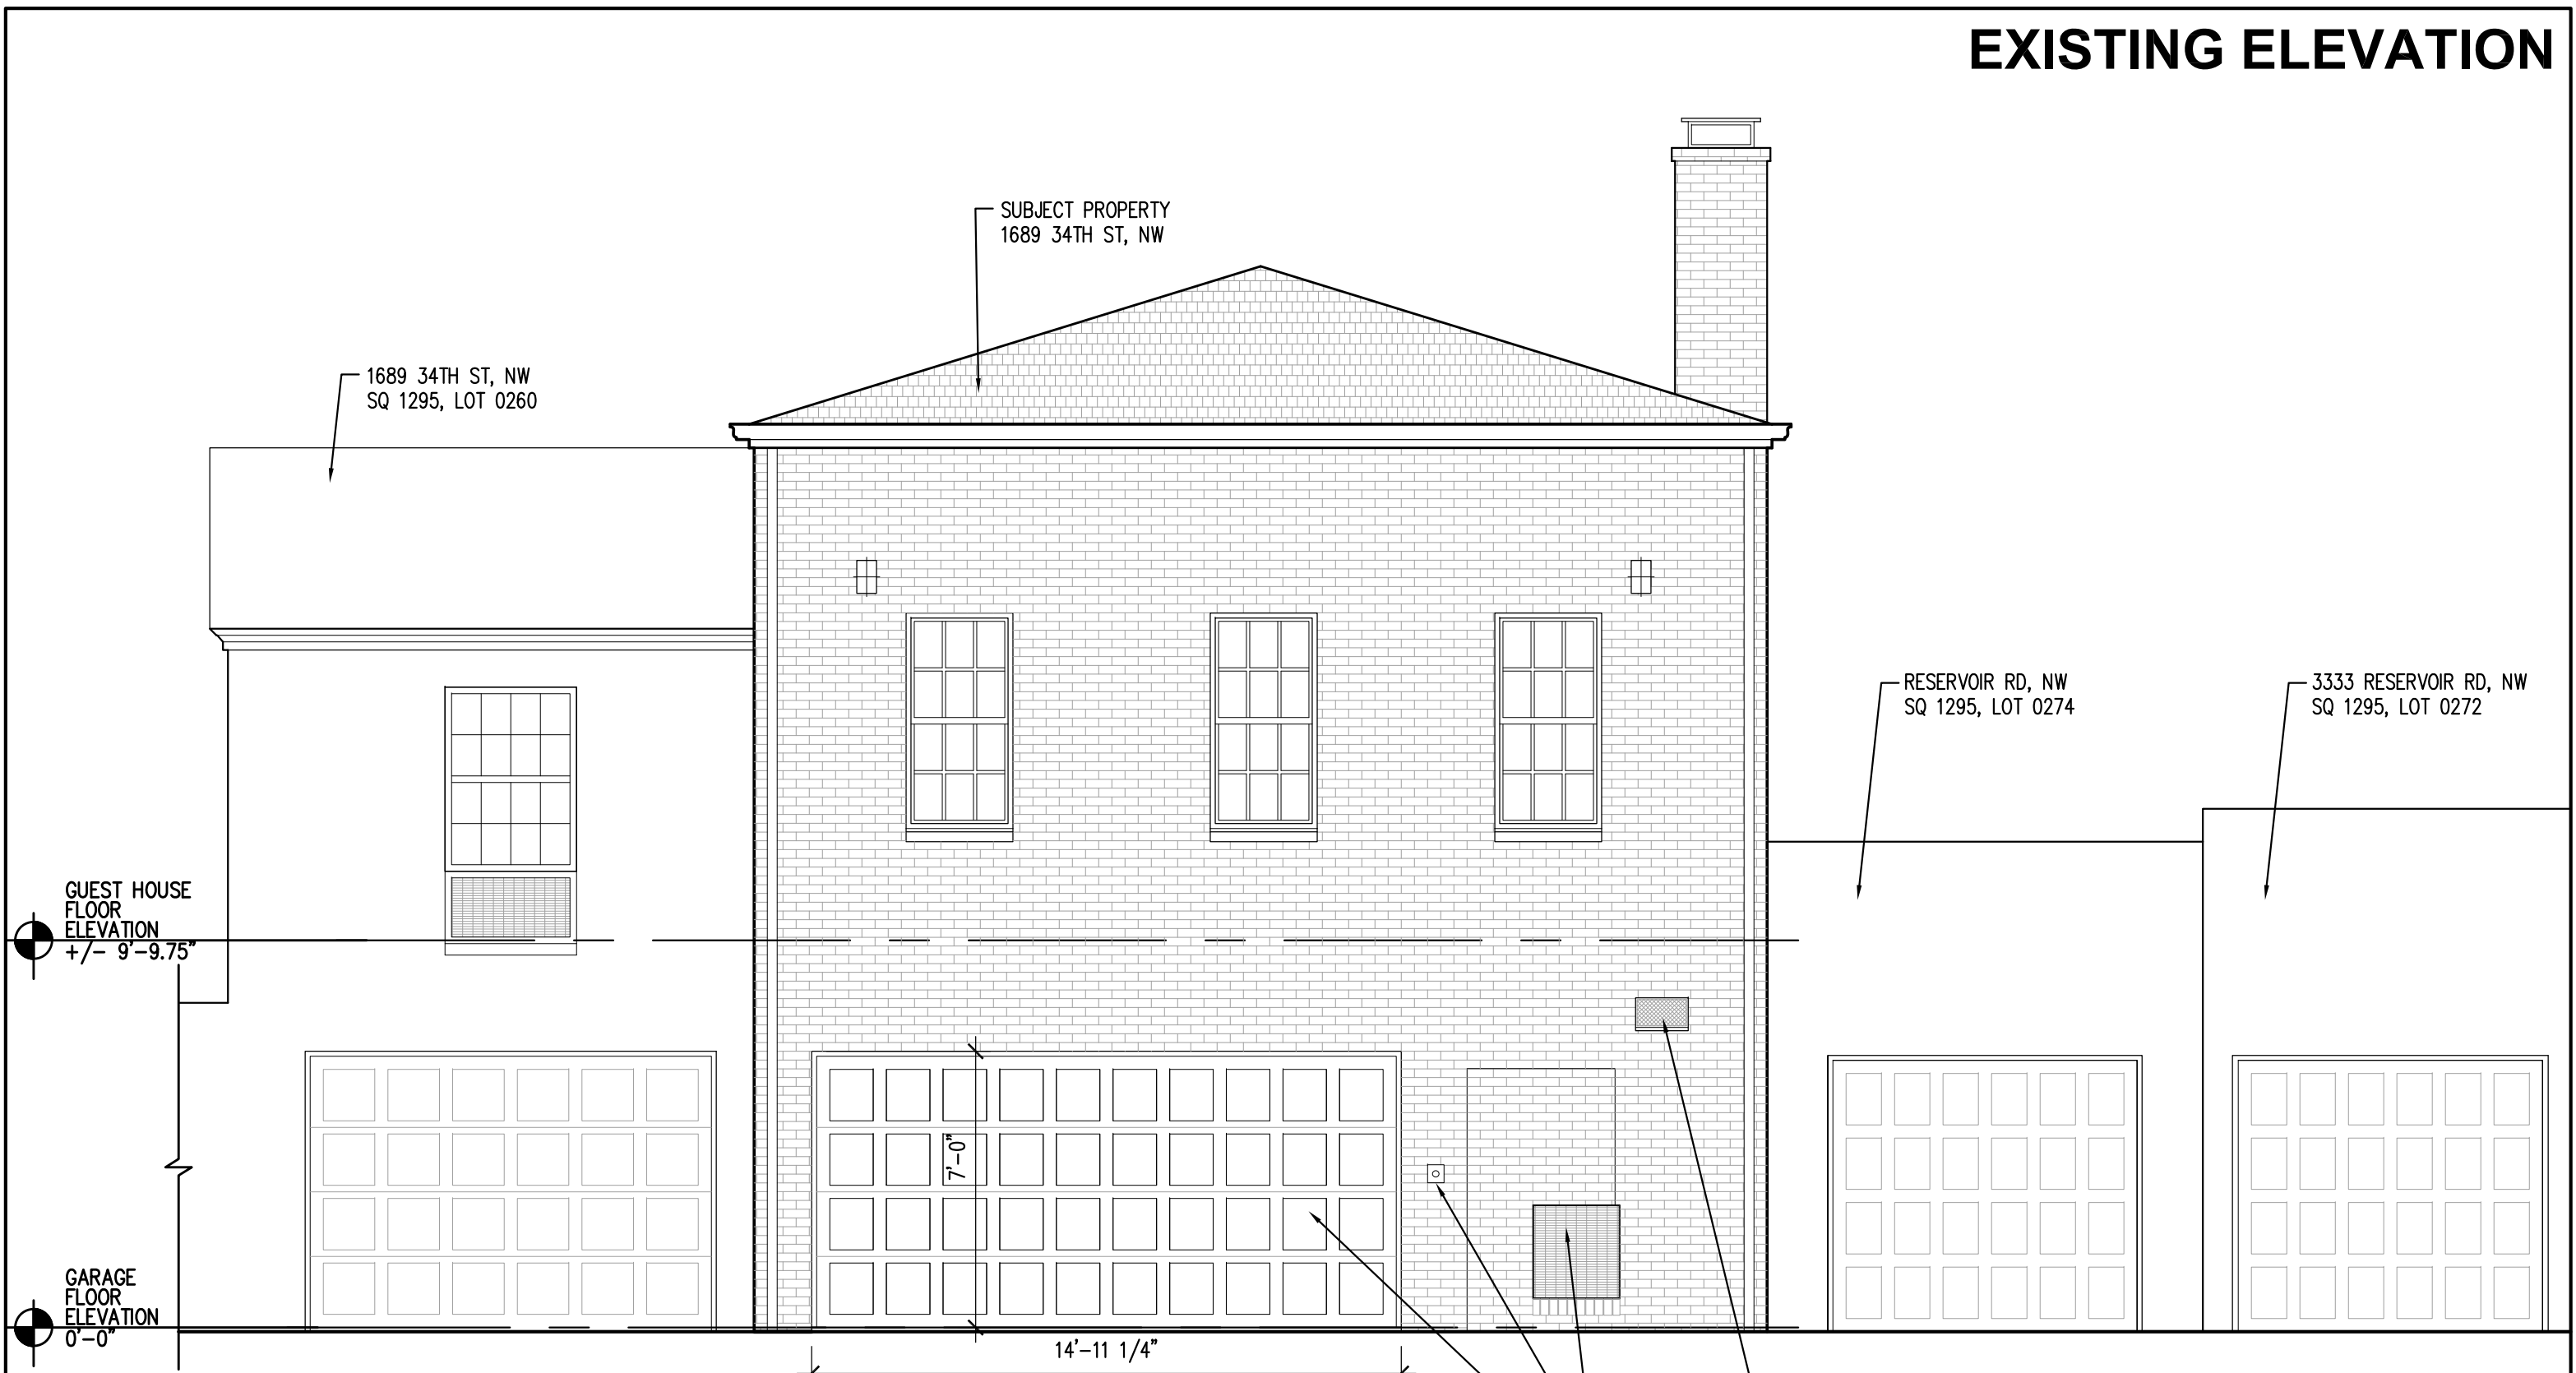 EXISTING ELEVATION
SUBJECT PROPERTY
1689 34TH ST, NW
1689 34TH ST, NW
SQ 1295, LOT 0260
RESERVOIR RD, NW
SQ 1295, LOT 0274
3333 RESERVOIR RD, NW
SQ 1295, LOT 0272
GUEST HOUSE
FLOOR
ELEVATION
+/- 9'-9.75"
7'-0"
GARAGE
FLOOR
ELEVATION
0'-0"
14'-11 1/4"